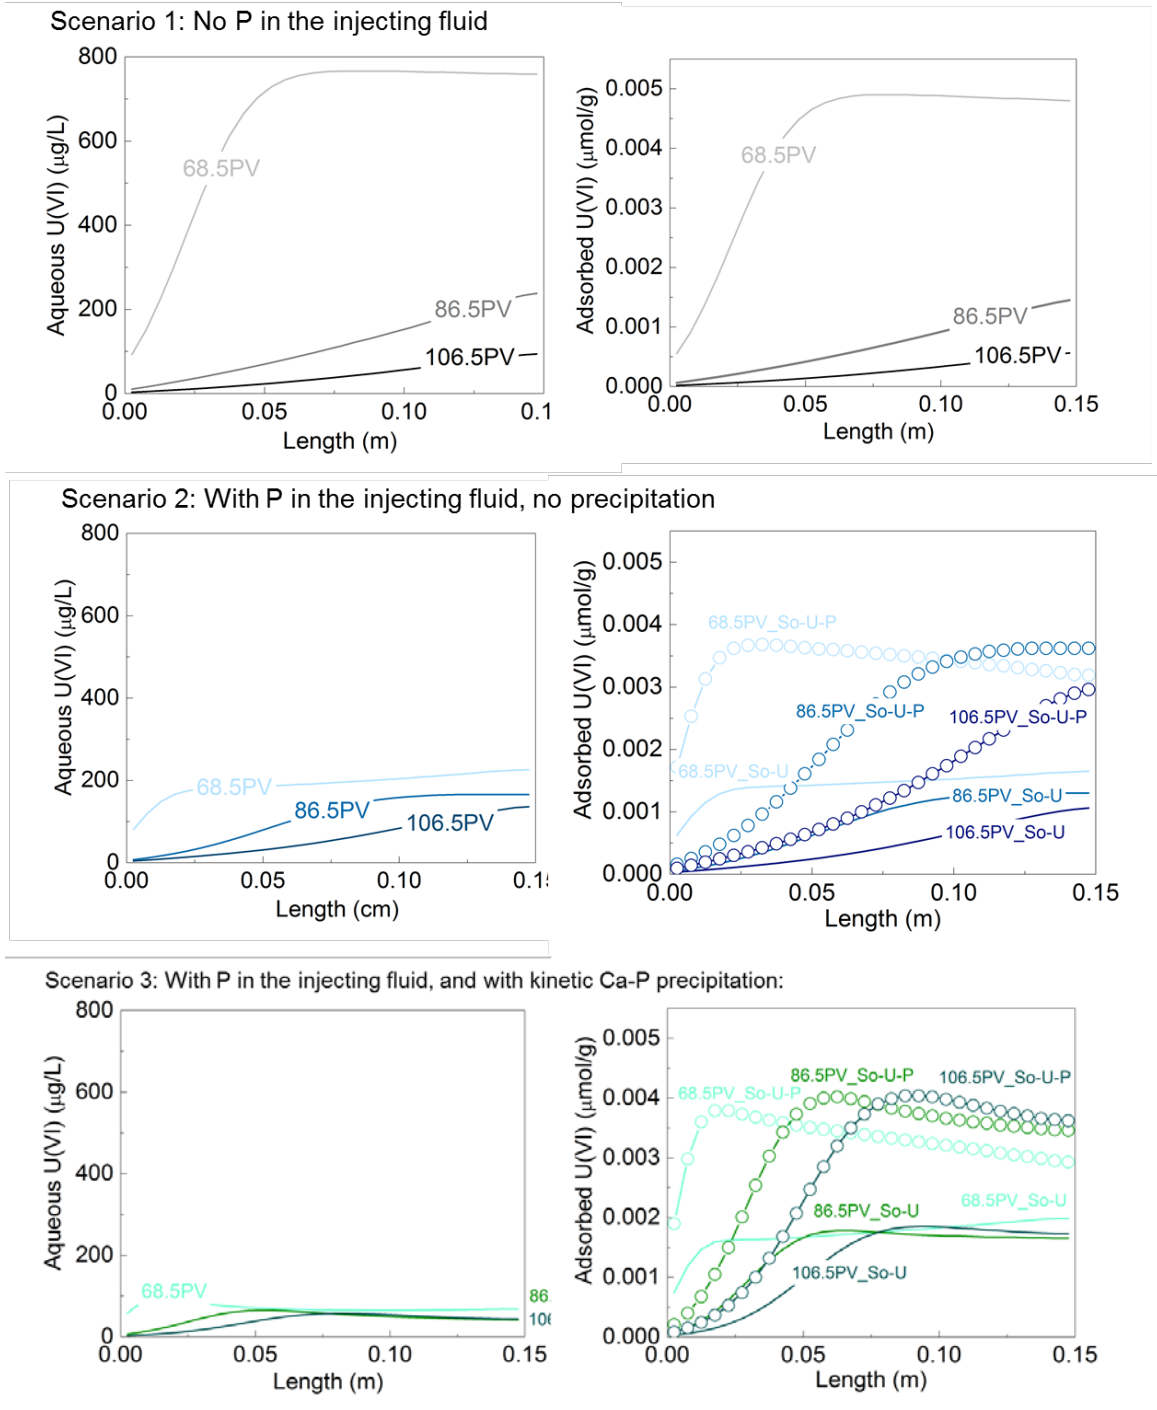 Scenario 1: No P in the injecting fluid
800
600
400
200
0
Aqueous U(VI) (µg/L)
68.5PV
86.5PV
106.5PV
0.00 0.05 0.10 0.1
Length (m)
0.005
0.004
0.003
0.002
0.001
0.000
Adsorbed U(VI) (µmol/g)
68.5PV
86.5PV
106.5PV
0.00 0.05 0.10 0.15
Length (m)
Scenario 2: With P in the injecting fluid, no precipitation
800
600
400
200
0
Aqueous U(VI) (µg/L)
68.5PV
86.5PV
106.5PV
0.00 0.05 0.10 0.1
Length (cm)
0.005
0.004
0.003
0.002
0.001
0.000
Adsorbed U(VI) (µmol/g)
68.5PV_So-U-P
86.5PV_So-U-P
106.5PV_So-U-P
68.5PV_So-U
86.5PV_So-U
106.5PV_So-U
0.00 0.05 0.10 0.15
Length (m)
Scenario 3: With P in the injecting fluid, and with kinetic Ca-P precipitation:
800
600
400
200
0
Aqueous U(VI) (µg/L)
68.5PV
86.
106
0.00 0.05 0.10 0.15
Length (m)
0.005
0.004
0.003
0.002
0.001
0.000
Adsorbed U(VI) (µmol/g)
86.5PV_So-U-P
106.5PV_So-U-P
68.5PV_So-U-P
68.5PV_So-U
86.5PV_So-U
106.5PV_So-U
0.00 0.05 0.10 0.15
Length (m)